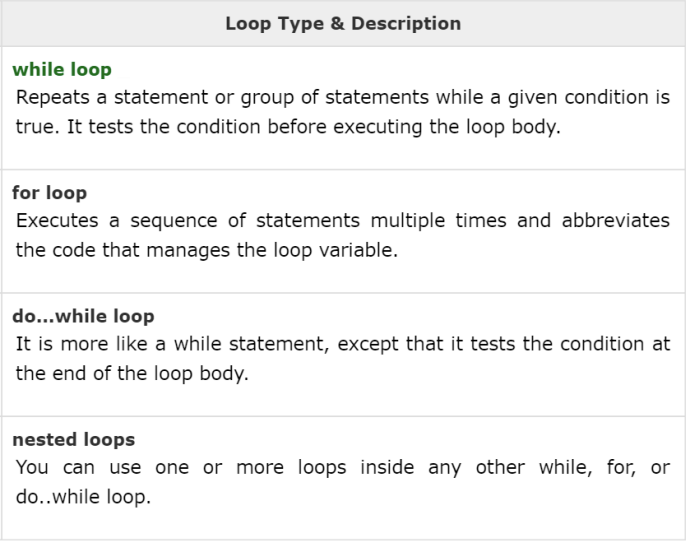 Loop Type & Description
while loop
Repeats a statement or group of statements while a given condition is
true. It tests the condition before executing the loop body.
for loop
Executes a sequence of statements multiple times and abbreviates
the code that manages the loop variable.
do...while loop
It is more like a while statement, except that it tests the condition at
the end of the loop body.
nested loops
You can use one or more loops inside any other while, for, or
do..while loop.